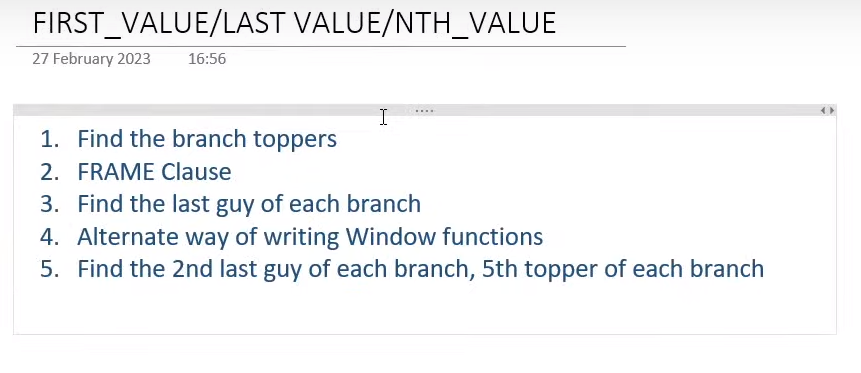 FIRST_VALUE/LAST VALUE/NTH_VALUE
27 February 2023 16:56
1. Find the branch toppers
2. FRAME Clause
3. Find the last guy of each branch
4. Alternate way of writing Window functions
5. Find the 2nd last guy of each branch, 5th topper of each branch